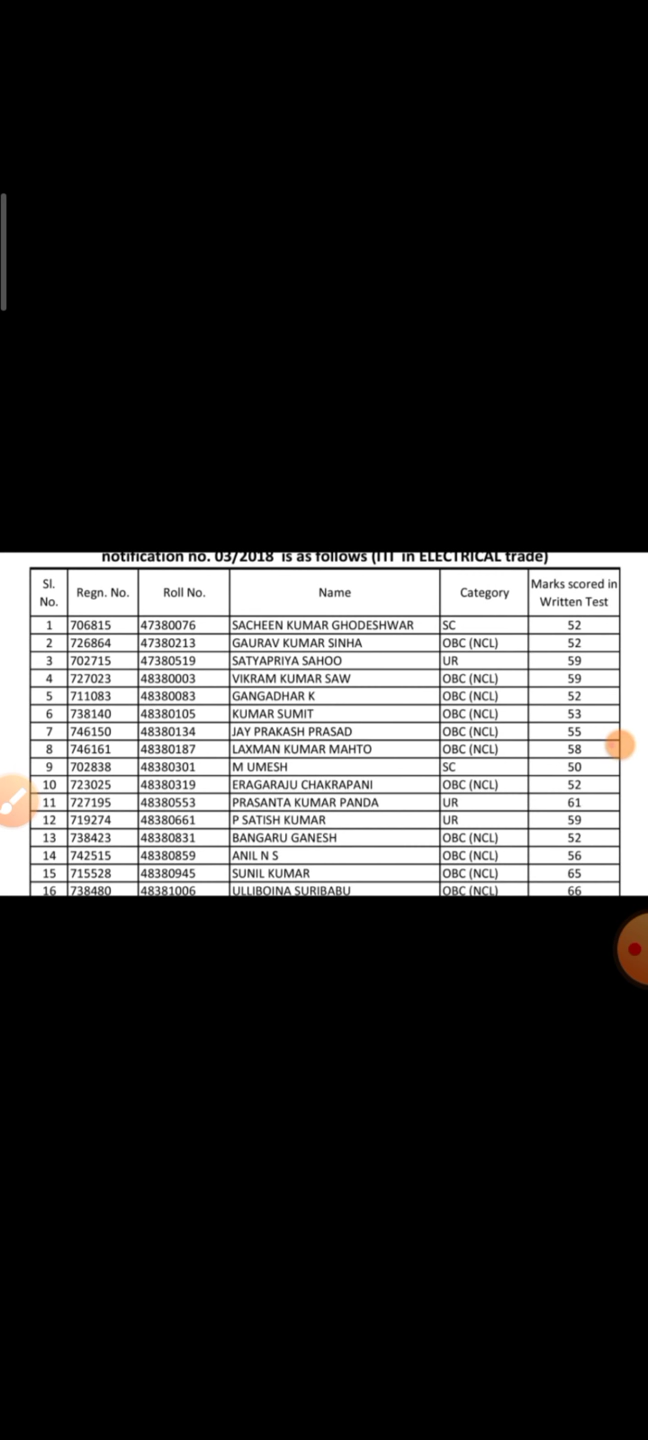 notification no. 03/2018 is as follows (ITI in ELECTRICAL trade)
Sl. No. Regn. No. Roll No. Name Category Marks scored in Written Test
1 706815 47380076 SACHEEN KUMAR GHODESHWAR SC 52
2 726864 47380213 GAURAV KUMAR SINHA OBC (NCL) 52
3 702715 47380519 SATYAPRIYA SAHOO UR 59
4 727023 48380003 VIKRAM KUMAR SAW OBC (NCL) 59
5 711083 48380083 GANGADHAR K OBC (NCL) 52
6 738140 48380105 KUMAR SUMIT OBC (NCL) 53
7 746150 48380134 JAY PRAKASH PRASAD OBC (NCL) 55
8 746161 48380187 LAXMAN KUMAR MAHTO OBC (NCL) 58
9 702838 48380301 M UMESH SC 50
10 723025 48380319 ERAGARAJU CHAKRAPANI OBC (NCL) 52
11 727195 48380553 PRASANTA KUMAR PANDA UR 61
12 719274 48380661 P SATISH KUMAR UR 59
13 738423 48380831 BANGARU GANESH OBC (NCL) 52
14 742515 48380859 ANIL N S OBC (NCL) 56
15 715528 48380945 SUNIL KUMAR OBC (NCL) 65
16 738480 48381006 ULLIBOINA SURIBABU OBC (NCL) 66